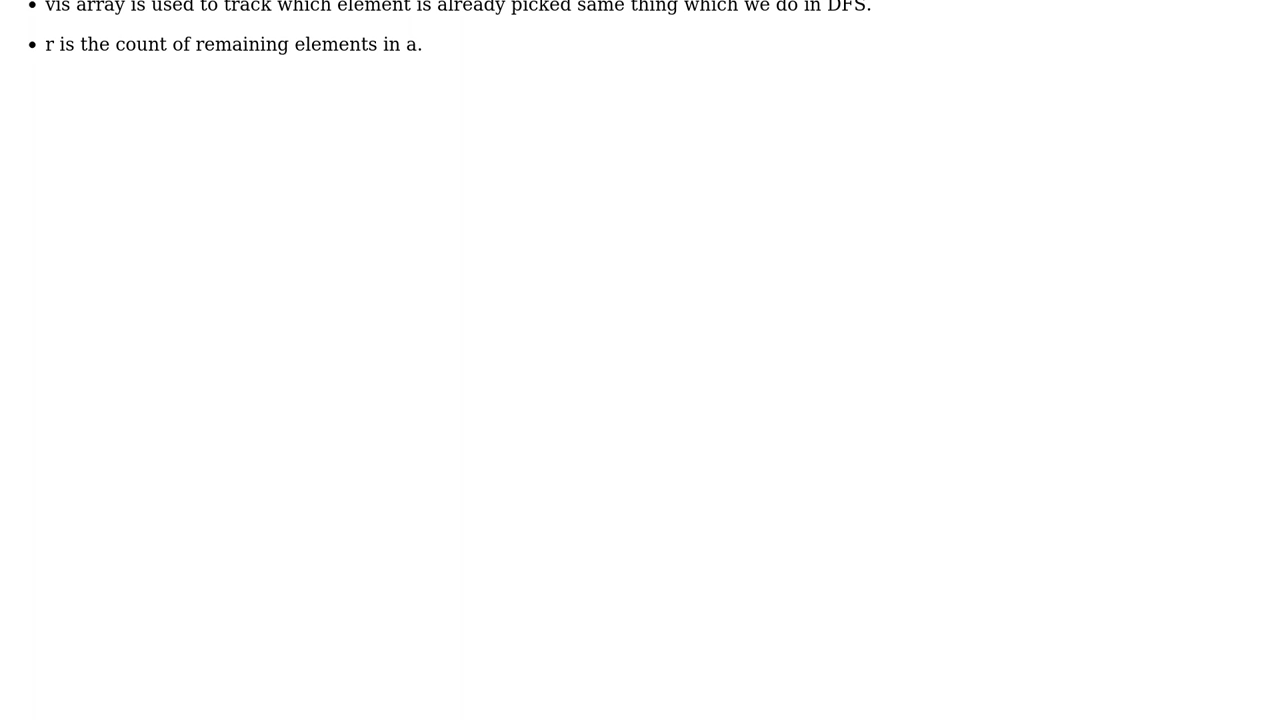 • vis array is used to track which element is already picked same thing which we do in DFS.
• r is the count of remaining elements in a.